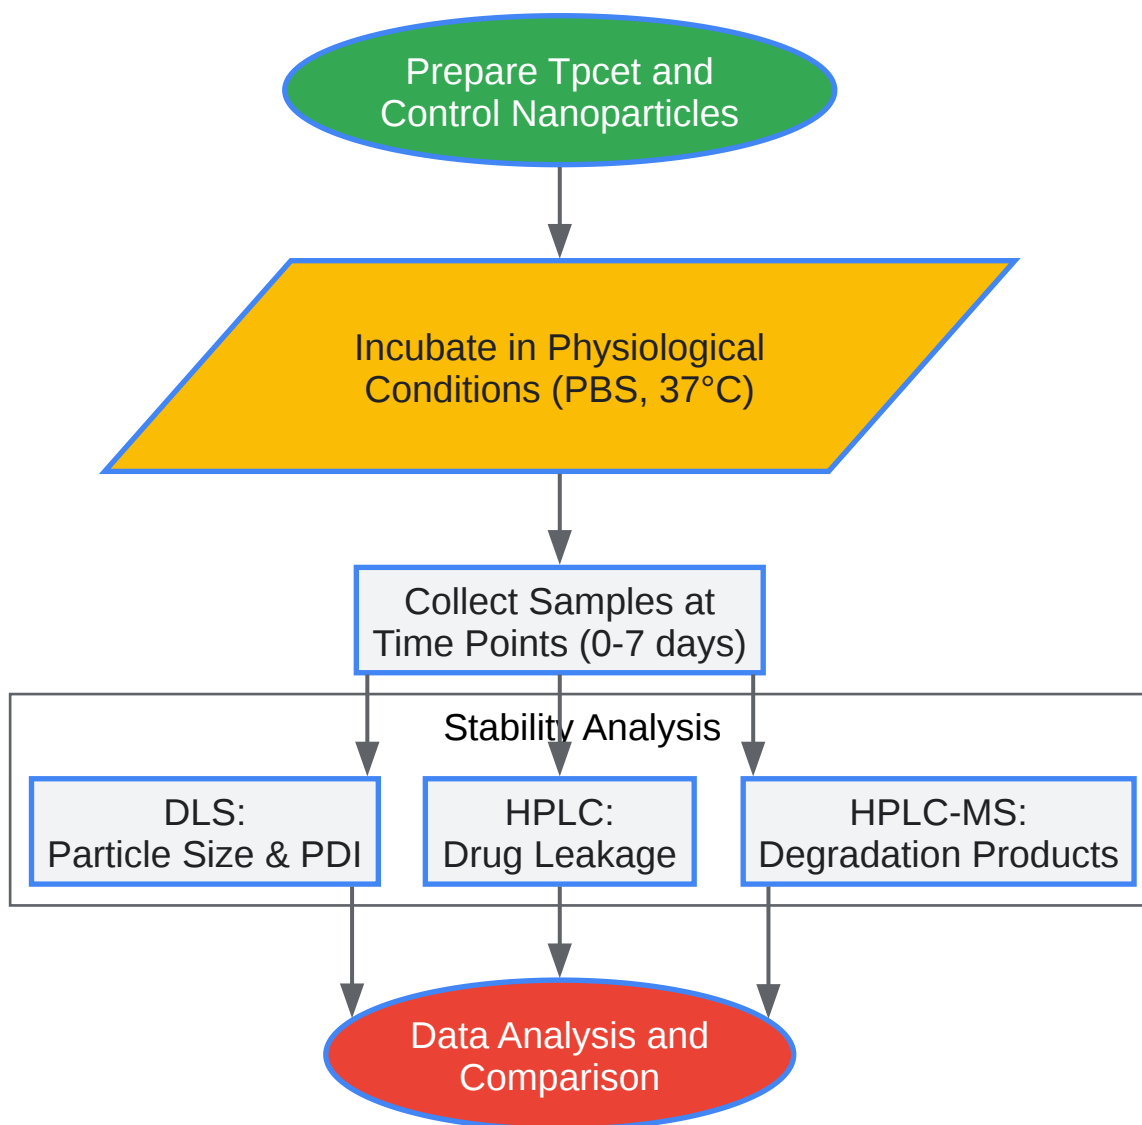 Prepare Tpcet and
Control Nanoparticles
Incubate in Physiological
Conditions (PBS, 37°C)
Collect Samples at
Time Points (0-7 days)
Stability Analysis
DLS:
Particle Size & PDI
HPLC:
Drug Leakage
HPLC-MS:
Degradation Products
Data Analysis and
Comparison